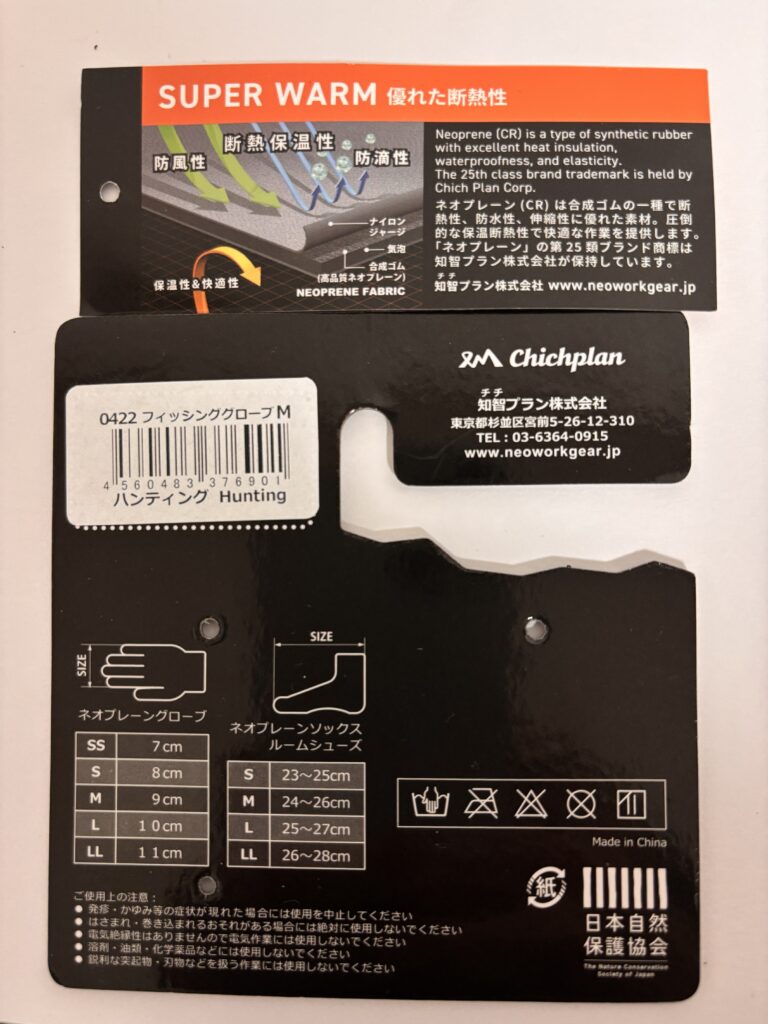 SUPER WARM 優れた断熱性
防風性
断熱保温性
防滴性
ナイロン
ジャージ
気泡
合成ゴム
(高品質ネオプレーン)
保温性&快適性
NEOPRENE FABRIC
Neoprene (CR) is a type of synthetic rubber
with excellent heat insulation,
waterproofness, and elasticity.
The 25th class brand trademark is held by
Chich Plan Corp.
ネオプレーン(CR)は合成ゴムの一種で断
熱性、防水性、伸縮性に優れた素材。圧倒
的な保温断熱性で快適な作業を提供します。
「ネオプレーン」の第25類ブランド商標は
知智プラン株式会社が保持しています。
チチ
知智プラン株式会社 www.neoworkgear.jp
Chichplan
チチ
知智プラン株式会社
東京都杉並区宮前5-26-12-310
TEL : 03-6364-0915
www.neoworkgear.jp
0422 フィッシンググローブ M
4 560483 376901
ハンティング Hunting
SIZE
ネオプレーングローブ
SS 7cm
S 8cm
M 9cm
L 10cm
LL 11cm
SIZE
ネオプレーンソックス
ルームシューズ
S 23〜25cm
M 24〜26cm
L 25〜27cm
LL 26〜28cm
Made in China
ご使用上の注意：
● 発疹・かゆみ等の症状が現れた場合には使用を中止してください
● はさまれ・巻き込まれるおそれがある場合には絶対に使用しないでください
● 電気絶縁性はありませんので電気作業には使用しないでください
● 溶剤・油類・化学薬品などには使用しないでください
● 鋭利な突起物・刃物などを扱う作業には使用しないでください
紙
日本自然
保護協会
The Nature Conservation
Society of Japan